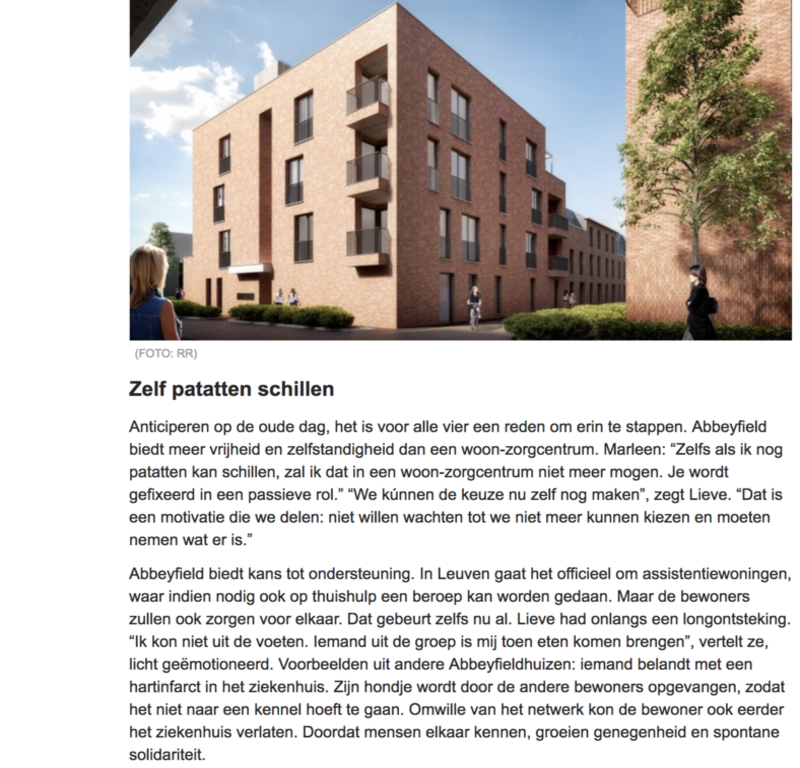 (FOTO: RR)
Zelf patatten schillen
Anticiperen op de oude dag, het is voor alle vier een reden om erin te stappen. Abbeyfield
biedt meer vrijheid en zelfstandigheid dan een woon-zorgcentrum. Marleen: “Zelfs als ik nog
patatten kan schillen, zal ik dat in een woon-zorgcentrum niet meer mogen. Je wordt
gefixeerd in een passieve rol.” “We kúnnen de keuze nu zelf nog maken”, zegt Lieve. “Dat is
een motivatie die we delen: niet willen wachten tot we niet meer kunnen kiezen en moeten
nemen wat er is.”
Abbeyfield biedt kans tot ondersteuning. In Leuven gaat het officieel om assistentiewoningen,
waar indien nodig ook op thuishulp een beroep kan worden gedaan. Maar de bewoners
zullen ook zorgen voor elkaar. Dat gebeurt zelfs nu al. Lieve had onlangs een longontsteking.
“Ik kon niet uit de voeten. Iemand uit de groep is mij toen eten komen brengen”, vertelt ze,
licht geëmotioneerd. Voorbeelden uit andere Abbeyfieldhuizen: iemand belandt met een
hartinfarct in het ziekenhuis. Zijn hondje wordt door de andere bewoners opgevangen, zodat
het niet naar een kennel hoeft te gaan. Omwille van het netwerk kon de bewoner ook eerder
het ziekenhuis verlaten. Doordat mensen elkaar kennen, groeien genegenheid en spontane
solidariteit.